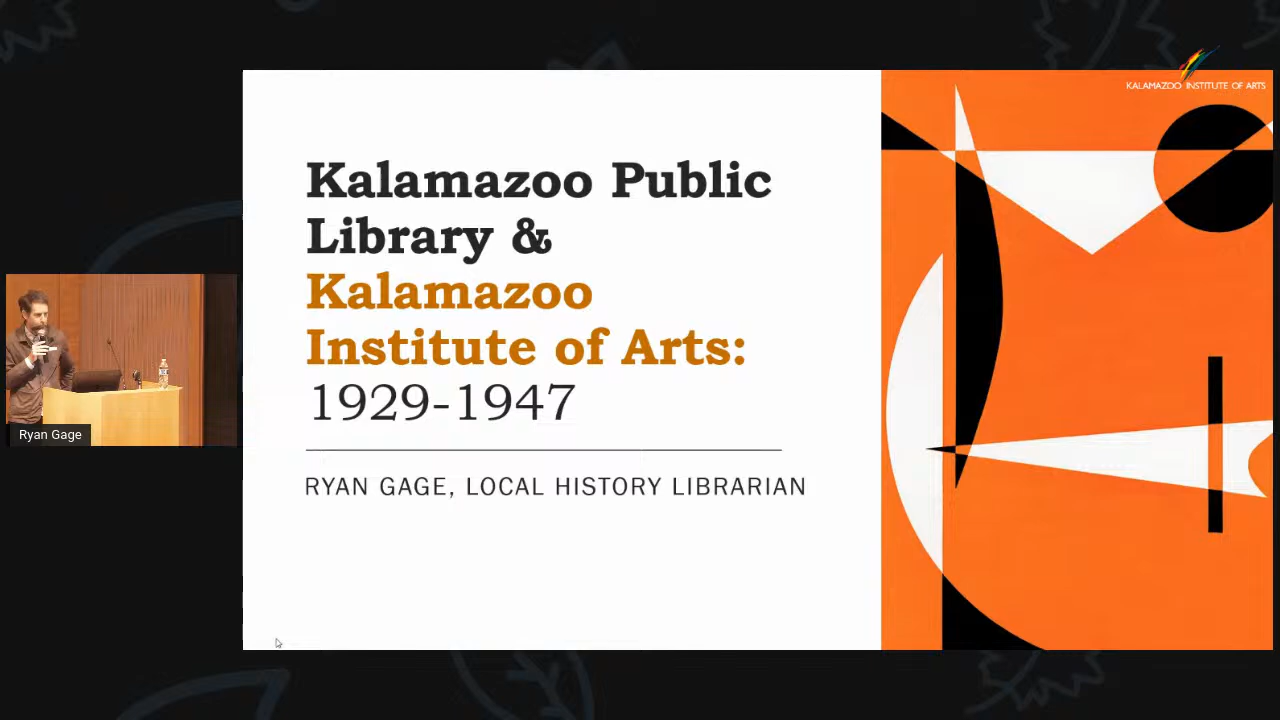 KALAMAZOO INSTITUTE OF ARTS
Kalamazoo Public
Library &
Kalamazoo
Institute of Arts:
1929-1947
RYAN GAGE, LOCAL HISTORY LIBRARIAN
Ryan Gage